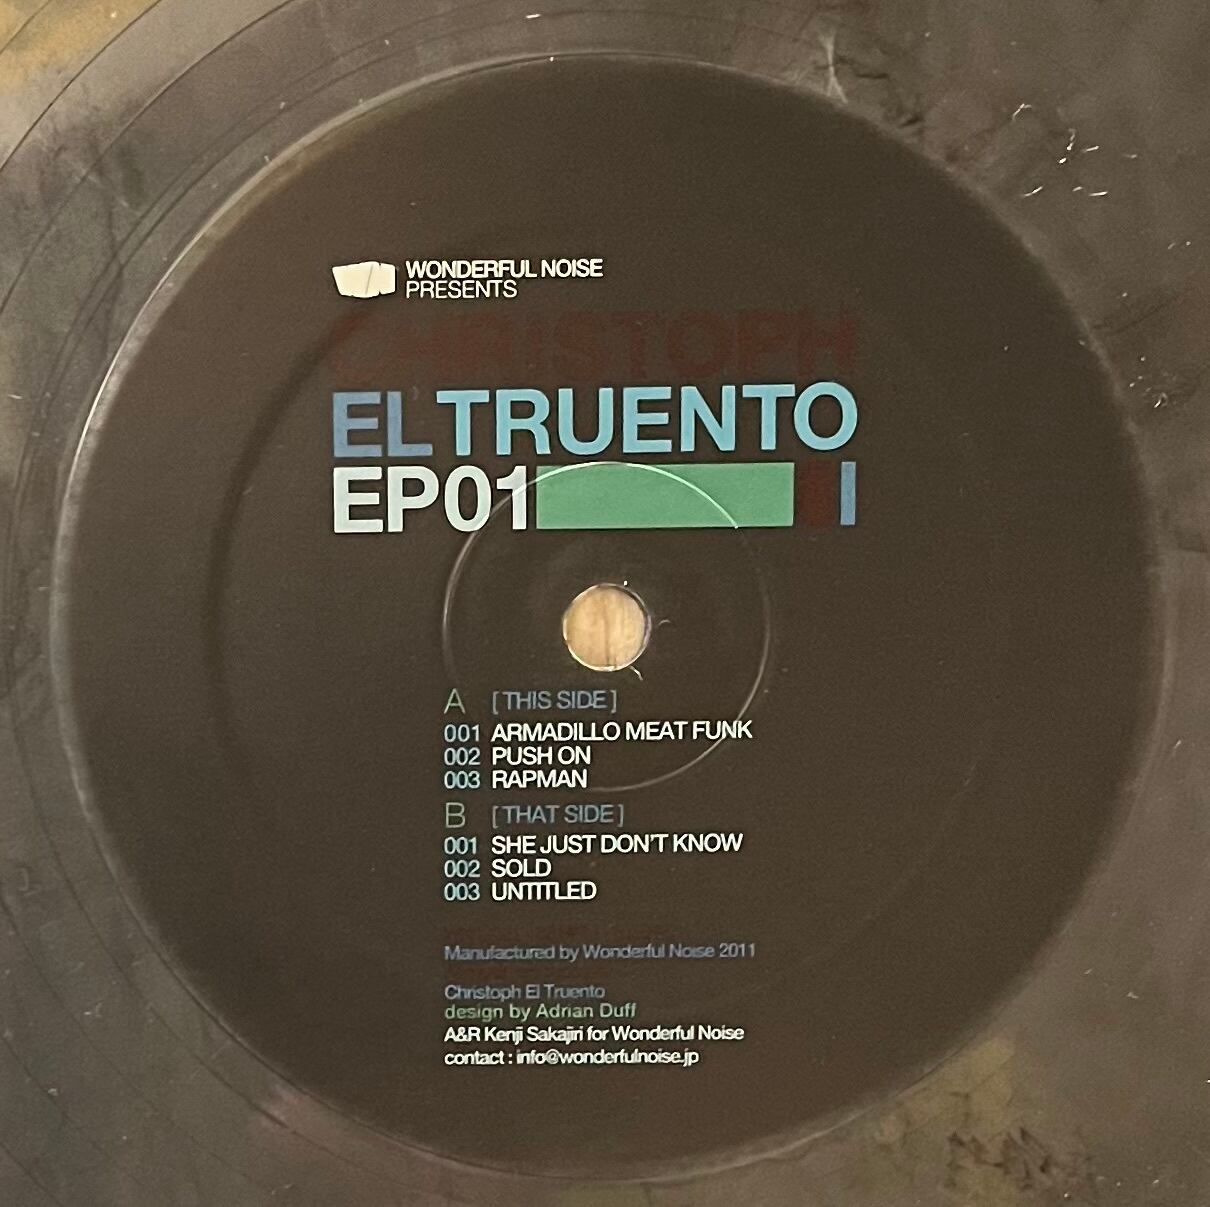 WONDERFUL NOISE
PRESENTS
CHRISTOPH
EL TRUENTO
EP01
A [ THIS SIDE ]
001 ARMADILLO MEAT FUNK
002 PUSH ON
003 RAPMAN
B [ THAT SIDE ]
001 SHE JUST DON'T KNOW
002 SOLD
003 UNTITLED
Manufactured by Wonderful Noise 2011
Christoph El Truento
design by Adrian Duff
A&R Kenji Sakajiri for Wonderful Noise
contact : info@wonderfulnoise.jp